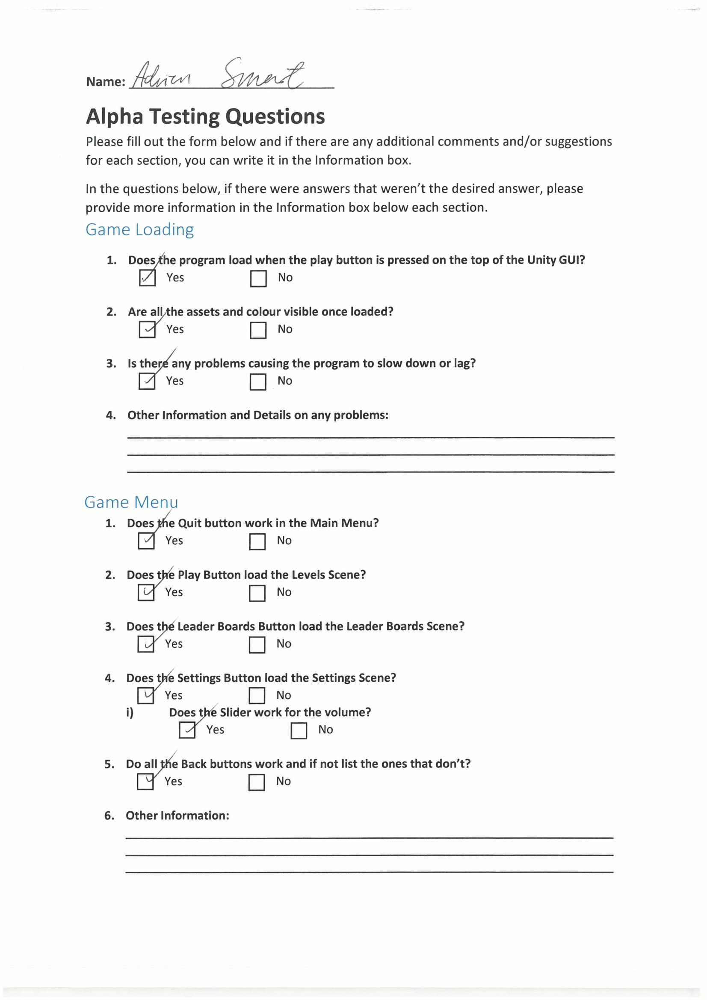 Name: Adrien Smart
Alpha Testing Questions
Please fill out the form below and if there are any additional comments and/or suggestions
for each section, you can write it in the Information box.
In the questions below, if there were answers that weren't the desired answer, please
provide more information in the Information box below each section.
Game Loading
1. Does the program load when the play button is pressed on the top of the Unity GUI?
☑ Yes ☐ No
2. Are all the assets and colour visible once loaded?
☑ Yes ☐ No
3. Is there any problems causing the program to slow down or lag?
☑ Yes ☐ No
4. Other Information and Details on any problems:
Game Menu
1. Does the Quit button work in the Main Menu?
☑ Yes ☐ No
2. Does the Play Button load the Levels Scene?
☑ Yes ☐ No
3. Does the Leader Boards Button load the Leader Boards Scene?
☑ Yes ☐ No
4. Does the Settings Button load the Settings Scene?
☑ Yes ☐ No
i) Does the Slider work for the volume?
☑ Yes ☐ No
5. Do all the Back buttons work and if not list the ones that don't?
☑ Yes ☐ No
6. Other Information: